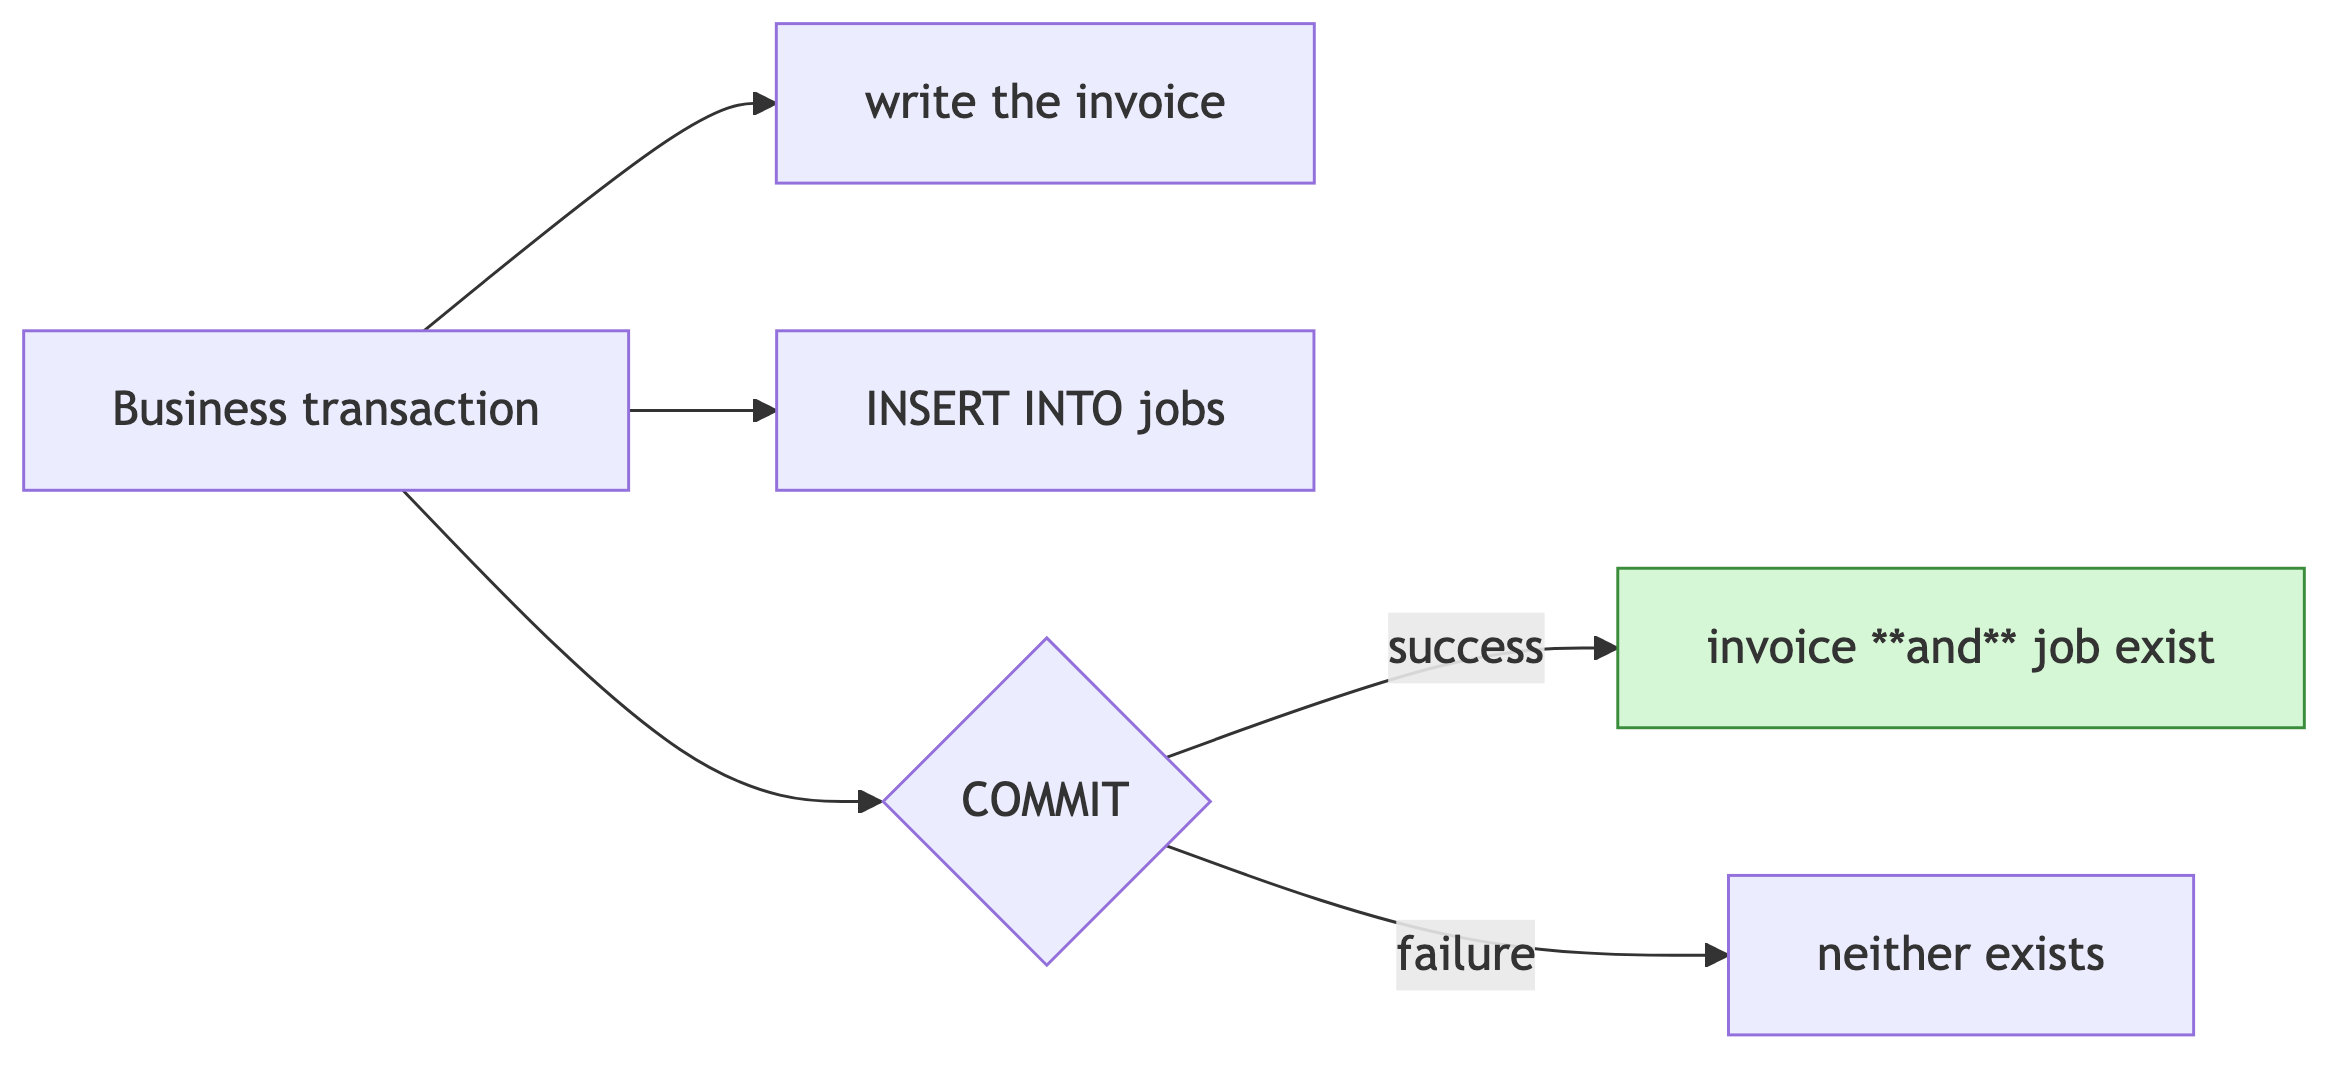 write the invoice
Business transaction
INSERT INTO jobs
success
invoice **and** job exist
COMMIT
failure
neither exists